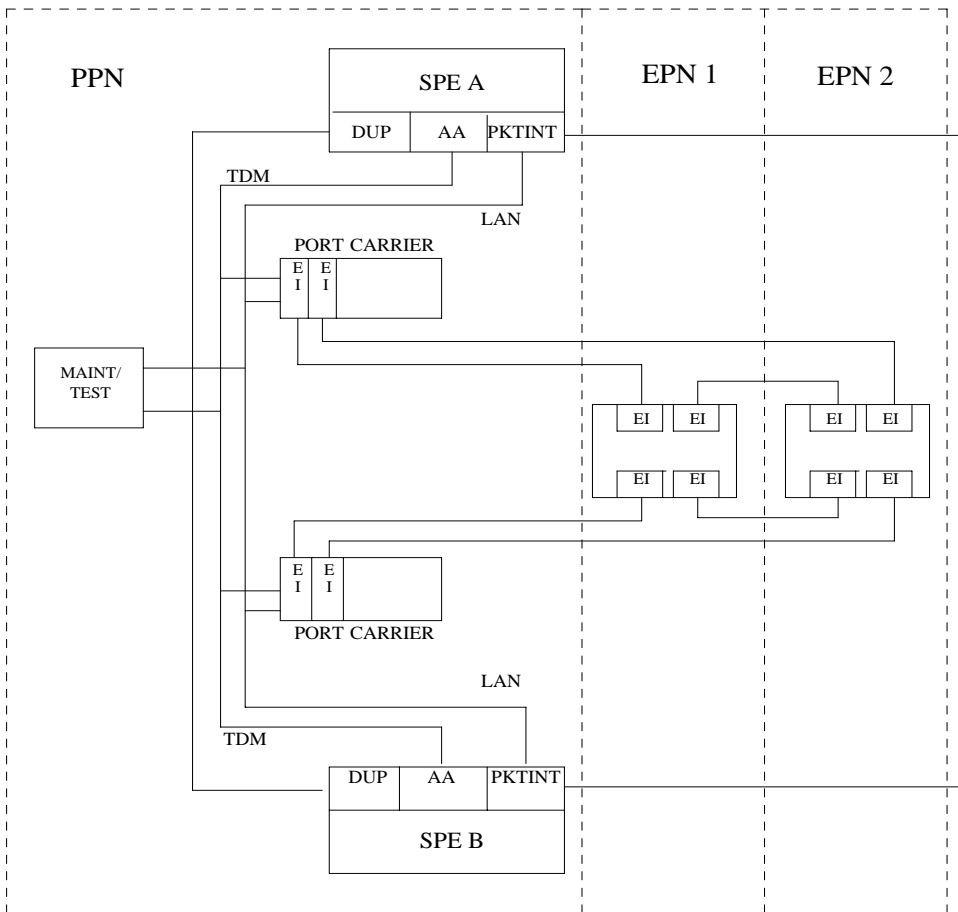 PPN
SPE A
EPN 1
EPN 2
DUP
AA
PKTINT
TDM
LAN
PORT CARRIER
E
I
E
I
MAINT/
TEST
EI
EI
EI
EI
EI
EI
EI
EI
E
I
E
I
PORT CARRIER
LAN
TDM
DUP
AA
PKTINT
SPE B